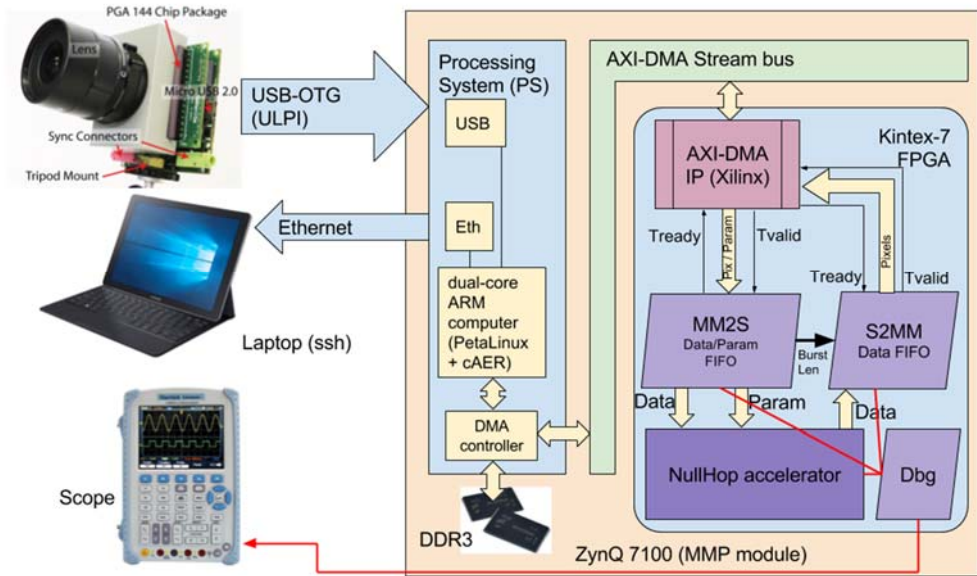 PGA 144 Chip Package
Lens
Micro USB 2.0
Sync Connectors
Tripod Mount
USB-OTG
(ULPI)
Ethernet
Laptop (ssh)
Scope
Processing
System (PS)
USB
Eth
dual-core
ARM
computer
(PetaLinux
+ cAER)
DMA
controller
DDR3
AXI-DMA Stream bus
Kintex-7
FPGA
AXI-DMA
IP (Xilinx)
Tready
Pix / Param
Tvalid
Tready
Pixels
Tvalid
MM2S
Data/Param
FIFO
Burst
Len
S2MM
Data FIFO
Data
Param
Data
NullHop accelerator
Dbg
ZynQ 7100 (MMP module)